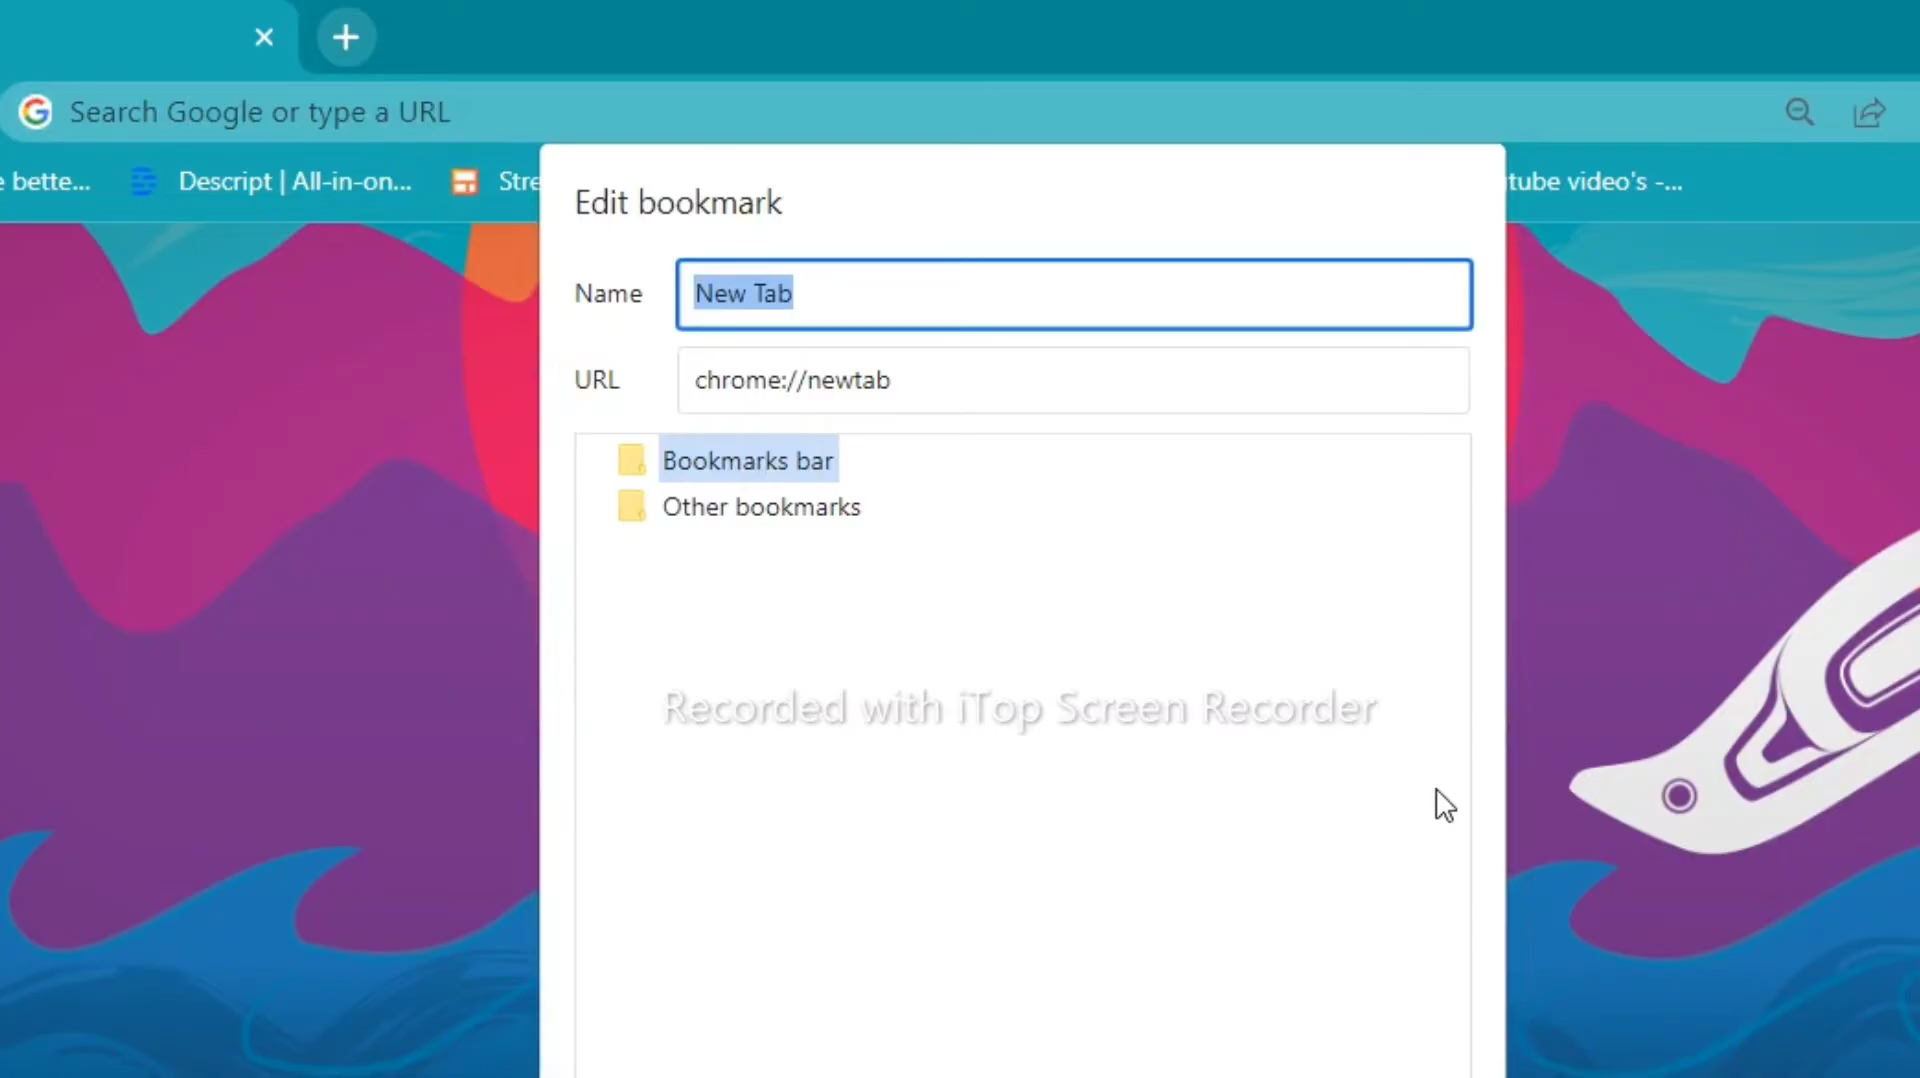 Search Google or type a URL
e bette...
Descript | All-in-on...
Stre
tube video's -...
Edit bookmark
Name
New Tab
URL
chrome://newtab
Bookmarks bar
Other bookmarks
Recorded with iTop Screen Recorder